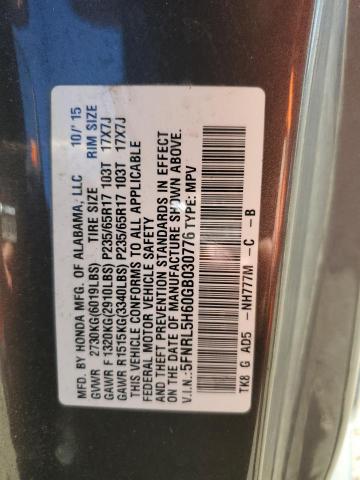 MFD. BY HONDA MFG. OF ALABAMA, LLC 10/'15
GVWR 2730KG(6019LBS) TIRE SIZE RIM SIZE
GAWR F 1320KG(2910LBS) P235/65R17 103T 17X7J
GAWR R1515KG(3340LBS) P235/65R17 103T 17X7J
THIS VEHICLE CONFORMS TO ALL APPLICABLE
FEDERAL MOTOR VEHICLE SAFETY
AND THEFT PREVENTION STANDARDS IN EFFECT
ON THE DATE OF MANUFACTURE SHOWN ABOVE.
V.I.N.:5FNRL5H60GB030776 TYPE: MPV
TK8 G AD5 - NH777M - C - B